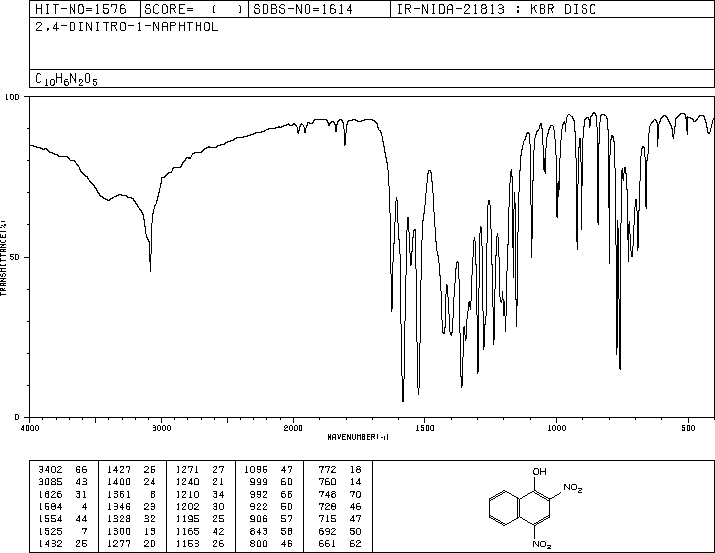 HIT-NO=1576 SCORE= ( ) SDBS-NO=1614 IR-NIDA-21813 : KBR DISC
2,4-DINITRO-1-NAPHTHOL
C10H6N2O5
100
TRANSMITTANCE(%)
50
0
4000 3000 2000 1500 1000 500
WAVENUMBER(-1)
3402 66 1427 26 1271 27 1096 47 772 18
3085 43 1400 24 1240 21 999 60 760 14
1626 31 1361 8 1210 34 992 66 748 70
1584 4 1346 23 1202 30 922 50 728 46
1554 44 1328 32 1195 25 906 57 715 47
1525 7 1300 13 1165 42 843 58 692 50
1432 25 1277 20 1153 26 800 46 661 62
OH
NO2
NO2